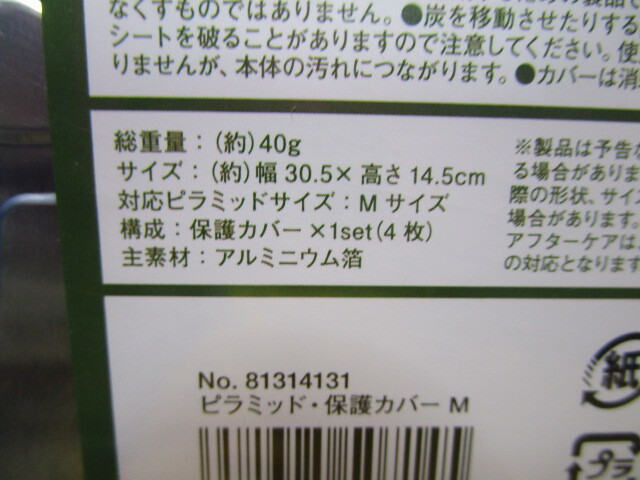 なくすものではありません。●炭を移動させたりする
シートを破ることがありますので注意してください。使
りませんが、本体の汚れにつながります。●カバーは消
総重量：(約)40g
サイズ：(約)幅 30.5× 高さ 14.5cm
対応ピラミッドサイズ：M サイズ
構成：保護カバー ×1set(4 枚)
主素材：アルミニウム箔
※製品は予告な
る場合がありま
際の形状、サイ
場合があります。
アフターケアは
の対応となります
No. 81314131
ピラミッド・保護カバー M
紙
プラ